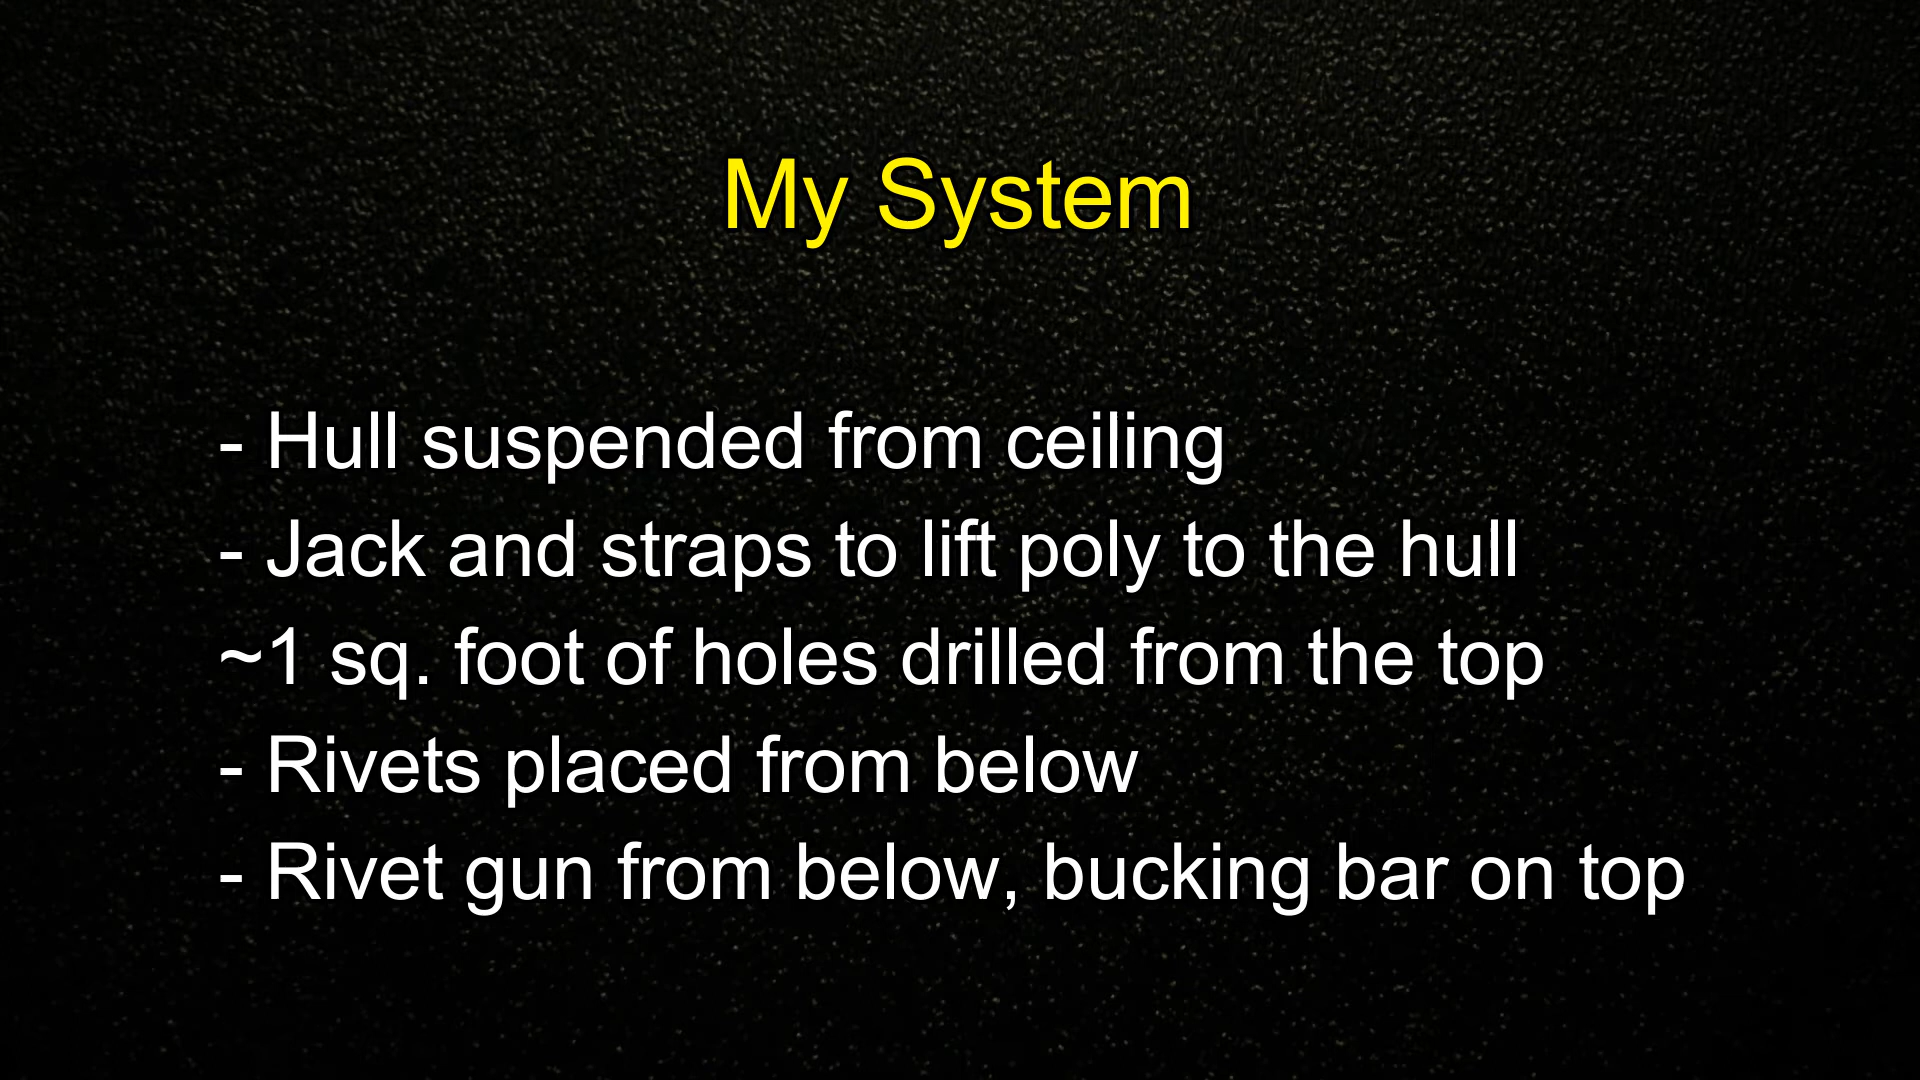 My System
- Hull suspended from ceiling
- Jack and straps to lift poly to the hull
~1 sq. foot of holes drilled from the top
- Rivets placed from below
- Rivet gun from below, bucking bar on top